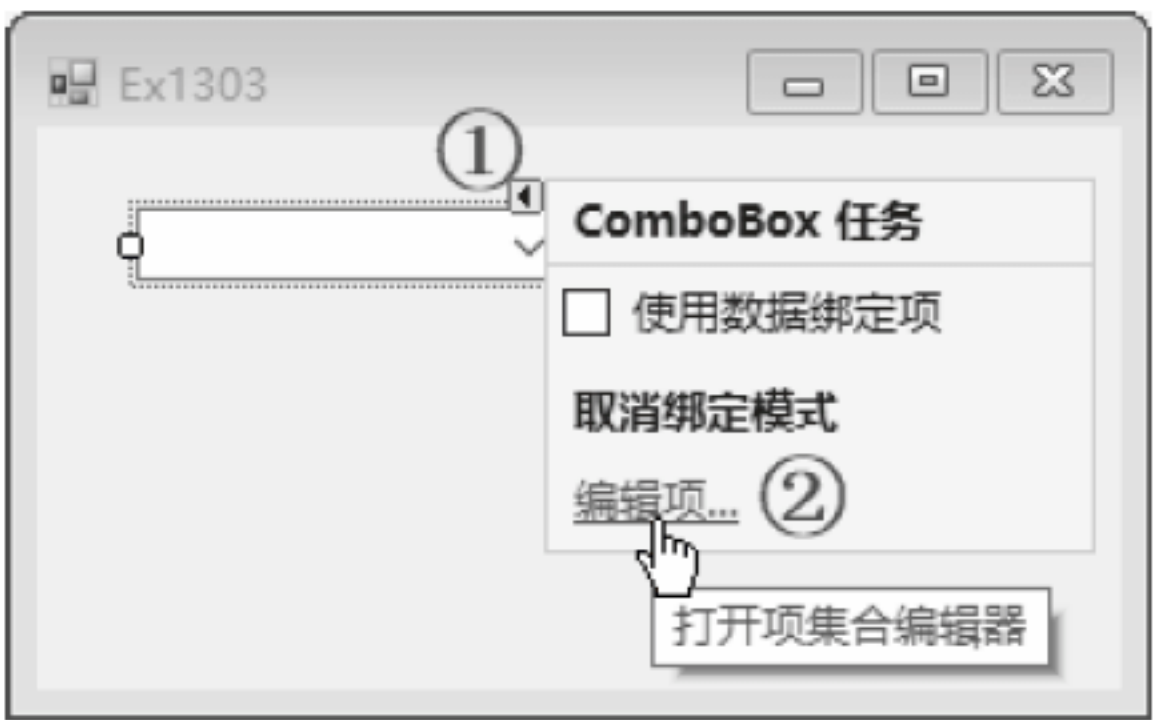 Ex1303
①
ComboBox 任务
使用数据绑定项
取消绑定模式
编辑项... ②
打开项集合编辑器